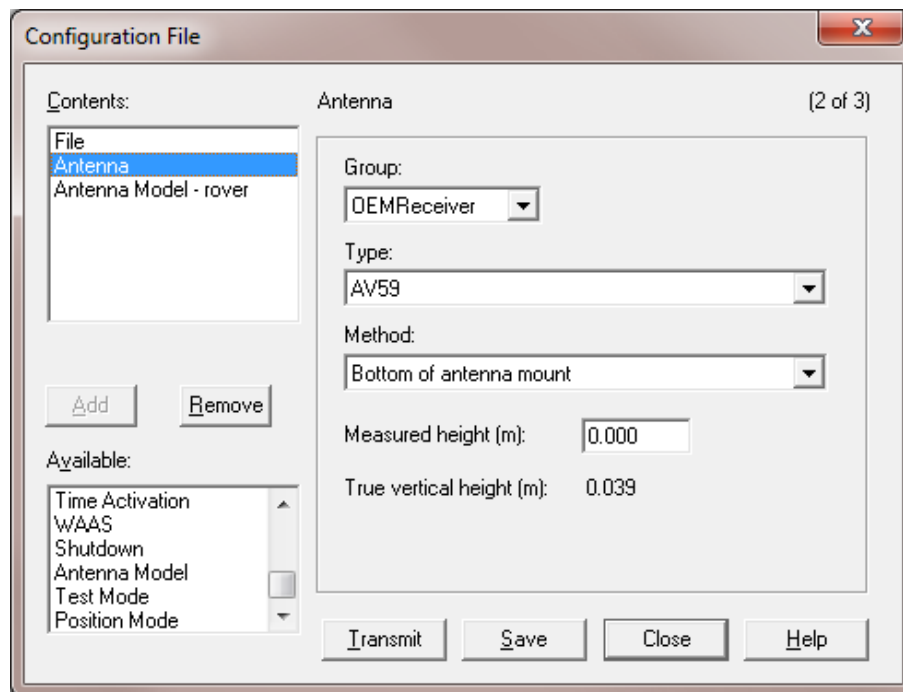 Configuration File
Contents:
File
Antenna
Antenna Model - rover
Add
Remove
Available:
Time Activation
WAAS
Shutdown
Antenna Model
Test Mode
Position Mode
Antenna
(2 of 3)
Group:
OEMReceiver
Type:
AV59
Method:
Bottom of antenna mount
Measured height (m): 0.000
True vertical height (m): 0.039
Transmit
Save
Close
Help